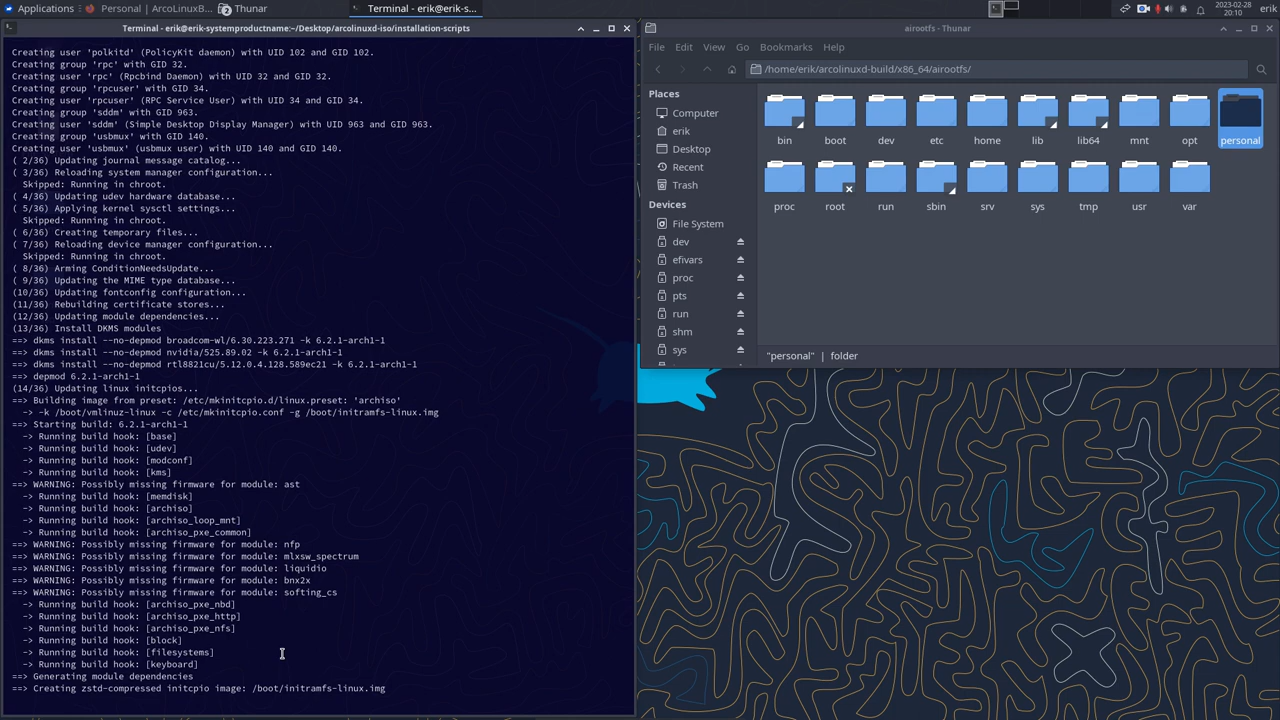 Applications
Personal | ArcoLinuxB...
2
Thunar
Terminal - erik@erik-s...
2023-02-28
20:10
erik
Terminal - erik@erik-systemproductname:~/Desktop/arcolinuxd-iso/installation-scripts
Creating user 'polkitd' (PolicyKit daemon) with UID 102 and GID 102.
Creating group 'rpc' with GID 32.
Creating user 'rpc' (Rpcbind Daemon) with UID 32 and GID 32.
Creating group 'rpcuser' with GID 34.
Creating user 'rpcuser' (RPC Service User) with UID 34 and GID 34.
Creating group 'sddm' with GID 963.
Creating user 'sddm' (Simple Desktop Display Manager) with UID 963 and GID 963.
Creating group 'usbmux' with GID 140.
Creating user 'usbmux' (usbmux user) with UID 140 and GID 140.
( 2/36) Updating journal message catalog...
( 3/36) Reloading system manager configuration...
  Skipped: Running in chroot.
( 4/36) Updating udev hardware database...
( 5/36) Applying kernel sysctl settings...
  Skipped: Running in chroot.
( 6/36) Creating temporary files...
( 7/36) Reloading device manager configuration...
  Skipped: Running in chroot.
( 8/36) Arming ConditionNeedsUpdate...
( 9/36) Updating the MIME type database...
(10/36) Updating fontconfig configuration...
(11/36) Rebuilding certificate stores...
(12/36) Updating module dependencies...
(13/36) Install DKMS modules
==> dkms install --no-depmod broadcom-wl/6.30.223.271 -k 6.2.1-arch1-1
==> dkms install --no-depmod nvidia/525.89.02 -k 6.2.1-arch1-1
==> dkms install --no-depmod rtl8821cu/5.12.0.4.128.589ec21 -k 6.2.1-arch1-1
==> depmod 6.2.1-arch1-1
(14/36) Updating linux initcpios...
==> Building image from preset: /etc/mkinitcpio.d/linux.preset: 'archiso'
  -> -k /boot/vmlinuz-linux -c /etc/mkinitcpio.conf -g /boot/initramfs-linux.img
==> Starting build: 6.2.1-arch1-1
  -> Running build hook: [base]
  -> Running build hook: [udev]
  -> Running build hook: [modconf]
  -> Running build hook: [kms]
==> WARNING: Possibly missing firmware for module: ast
  -> Running build hook: [memdisk]
  -> Running build hook: [archiso]
  -> Running build hook: [archiso_loop_mnt]
  -> Running build hook: [archiso_pxe_common]
==> WARNING: Possibly missing firmware for module: nfp
==> WARNING: Possibly missing firmware for module: mlxsw_spectrum
==> WARNING: Possibly missing firmware for module: liquidio
==> WARNING: Possibly missing firmware for module: bnx2x
==> WARNING: Possibly missing firmware for module: softing_cs
  -> Running build hook: [archiso_pxe_nbd]
  -> Running build hook: [archiso_pxe_http]
  -> Running build hook: [archiso_pxe_nfs]
  -> Running build hook: [block]
  -> Running build hook: [filesystems]
  -> Running build hook: [keyboard]
==> Generating module dependencies
==> Creating zstd-compressed initcpio image: /boot/initramfs-linux.img
airootfs - Thunar
File Edit View Go Bookmarks Help
/home/erik/arcolinuxd-build/x86_64/airootfs/
Places
Computer
erik
Desktop
Recent
Trash
Devices
File System
dev
efivars
proc
pts
run
shm
sys
bin boot dev etc home lib lib64 mnt opt personal
proc root run sbin srv sys tmp usr var
"personal" | folder